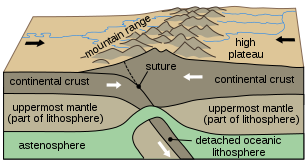 mountain range
high
plateau
suture
continental crust
continental crust
uppermost mantle
(part of lithosphere)
uppermost mantle
(part of lithosphere)
astenosphere
detached oceanic
lithosphere